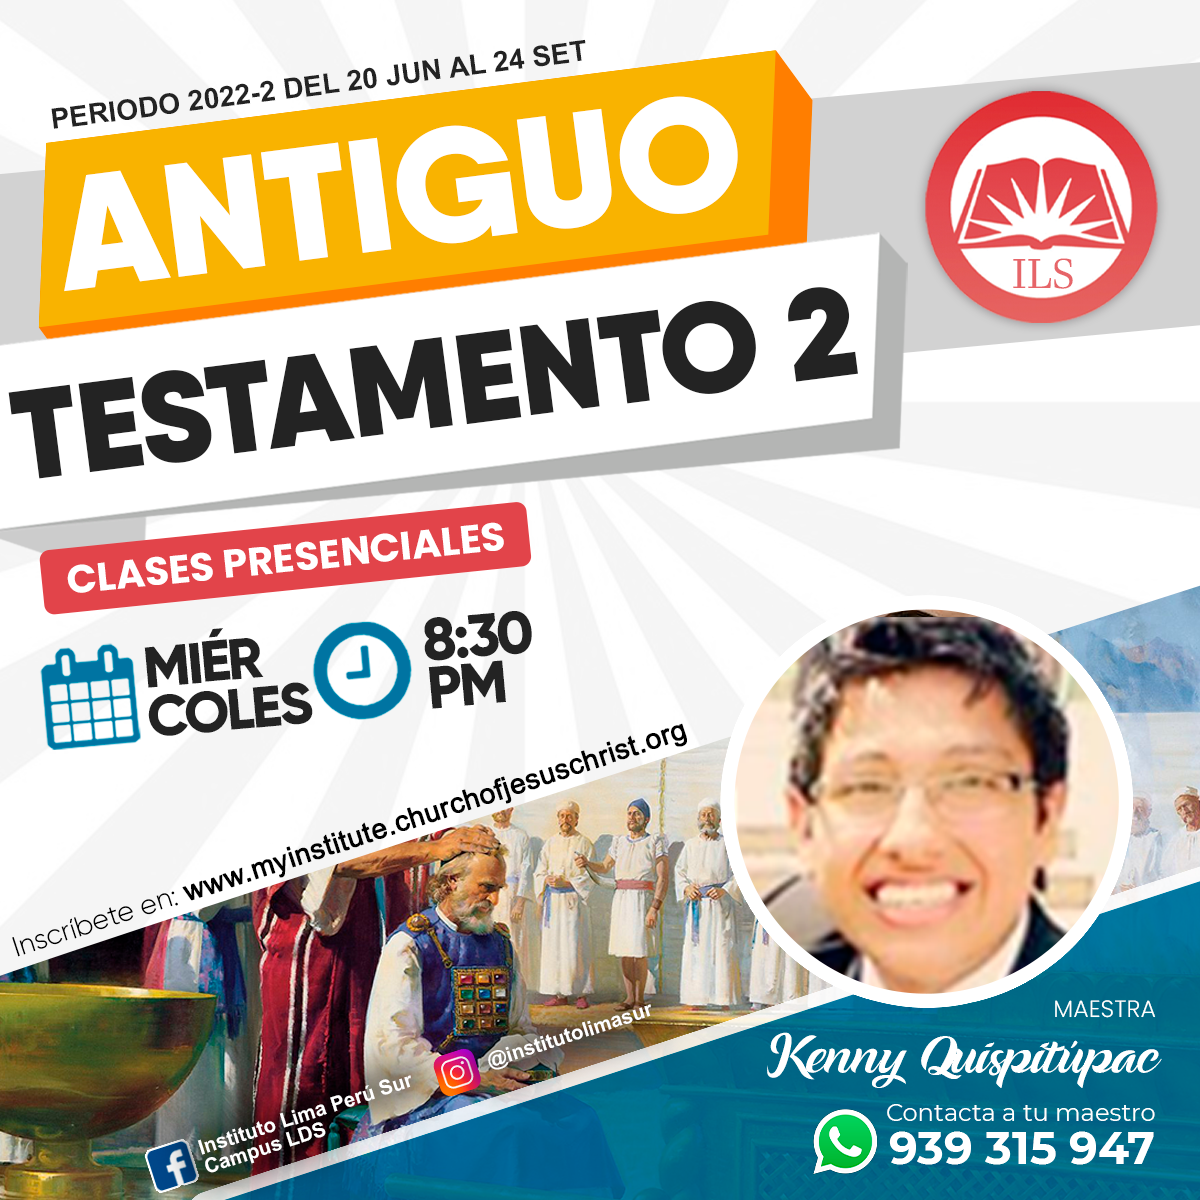 PERIODO 2022-2 DEL 20 JUN AL 24 SET
ANTIGUO
TESTAMENTO 2
ILS
CLASES PRESENCIALES
MIÉR
COLES
8:30
PM
Inscríbete en: www.myinstitute.churchofjesuschrist.org
MAESTRA
Kenny Quispitúpac
Contacta a tu maestro
939 315 947
@institutolimasur
Instituto Lima Perú Sur
Campus LDS